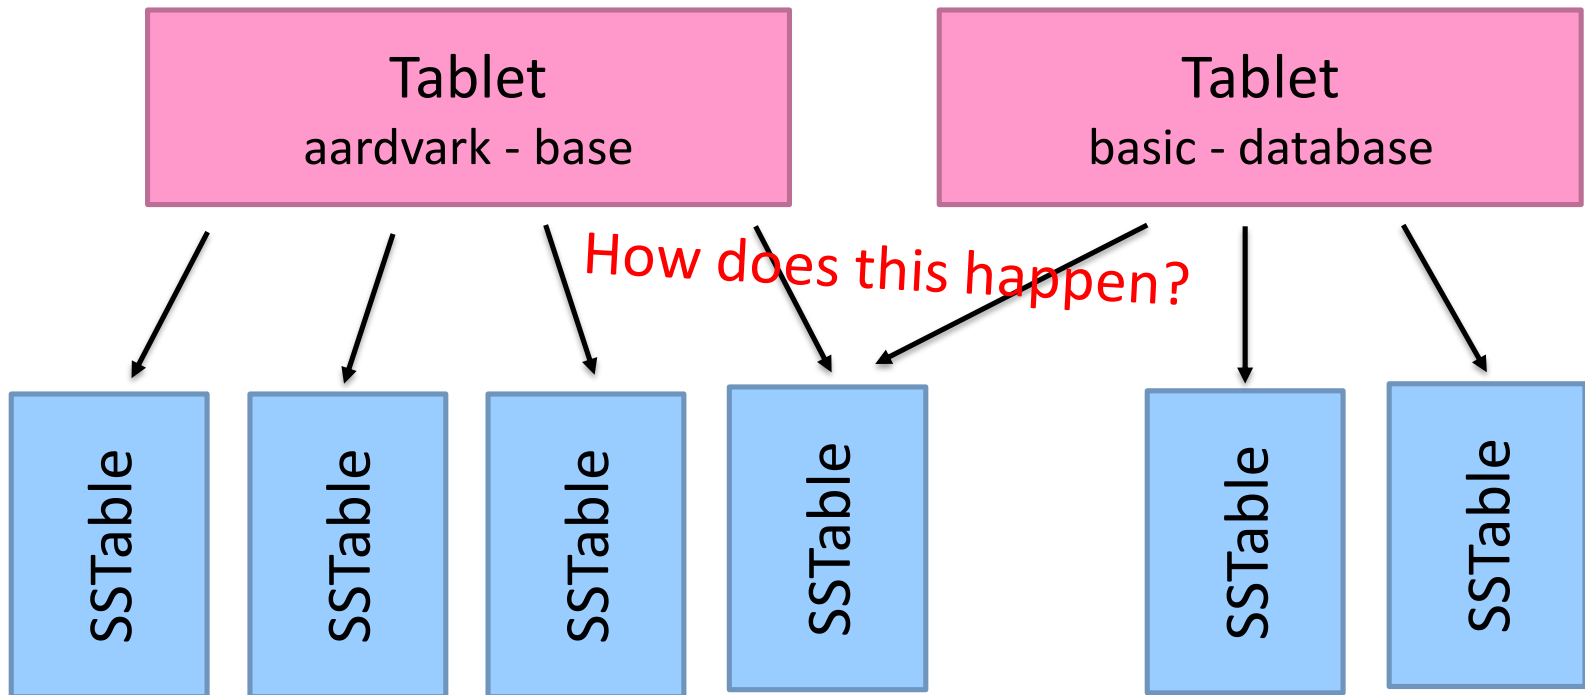 Tablet
aardvark - base
Tablet
basic - database
How does this happen?
SSTable
SSTable
SSTable
SSTable
SSTable
SSTable